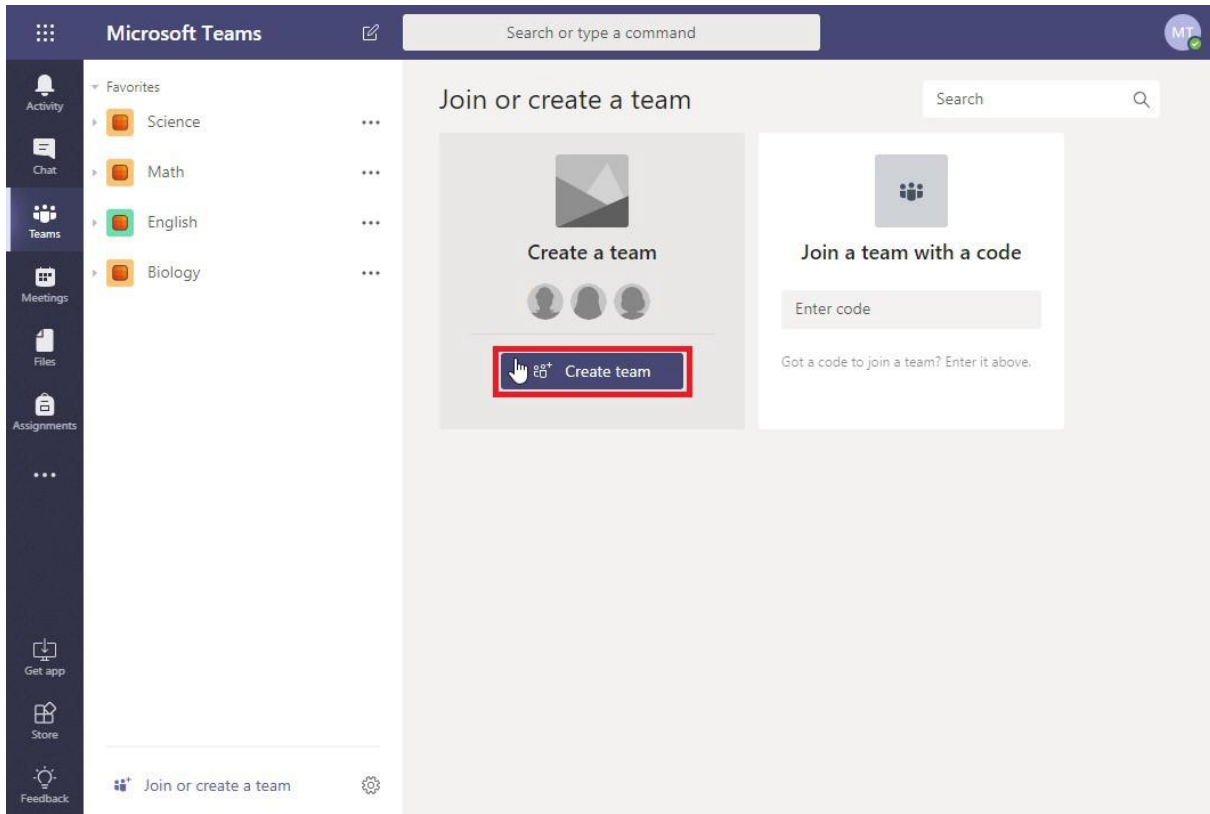 Microsoft Teams
Search or type a command
MT
Activity
Chat
Teams
Meetings
Files
Assignments
Get app
Store
Feedback
Favorites
Science
Math
English
Biology
Join or create a team
Join or create a team
Search
Create a team
Create team
Join a team with a code
Enter code
Got a code to join a team? Enter it above.